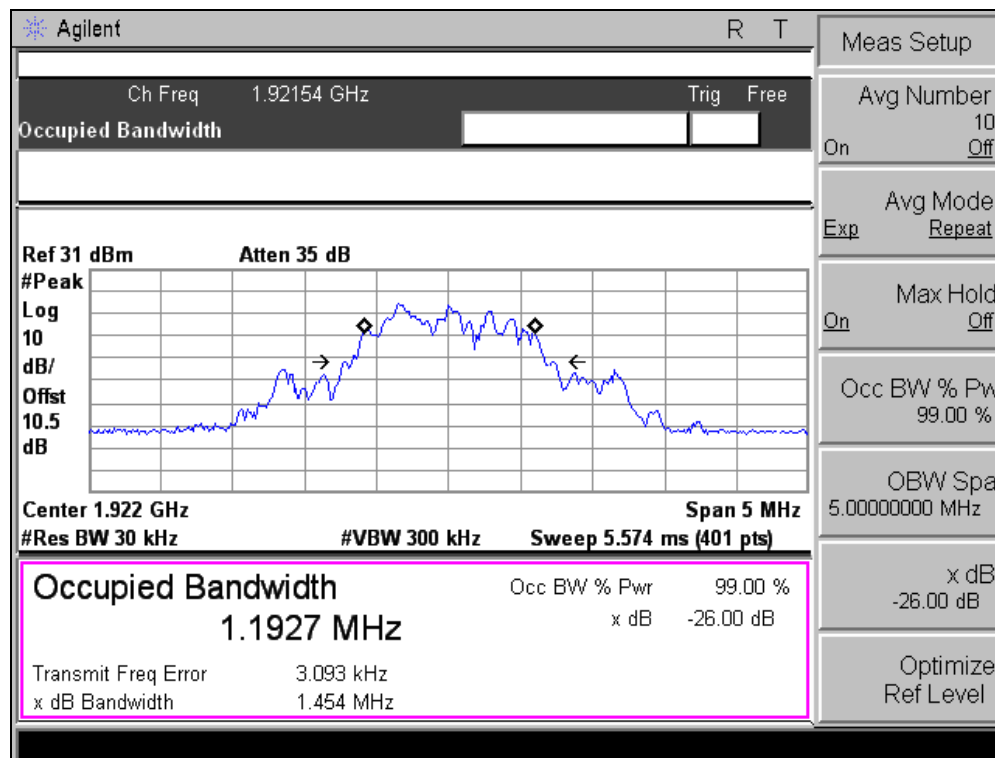 Agilent R T
Ch Freq 1.92154 GHz Trig Free
Occupied Bandwidth
Ref 31 dBm Atten 35 dB
#Peak
Log
10
dB/
Offst
10.5
dB
Center 1.922 GHz Span 5 MHz
#Res BW 30 kHz #VBW 300 kHz Sweep 5.574 ms (401 pts)
Occupied Bandwidth Occ BW % Pwr 99.00 %
1.1927 MHz x dB -26.00 dB
Transmit Freq Error 3.093 kHz
x dB Bandwidth 1.454 MHz
Meas Setup
Avg Number
10
On Off
Avg Mode
Exp Repeat
Max Hold
On Off
Occ BW % Pw
99.00 %
OBW Spa
5.00000000 MHz
x dB
-26.00 dB
Optimize
Ref Level